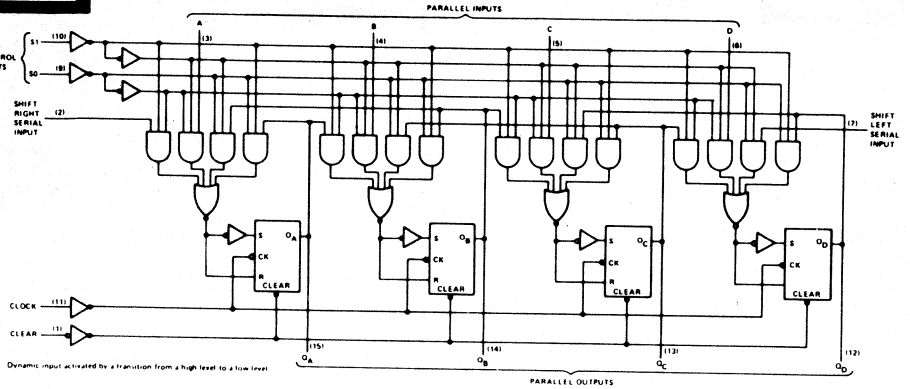 PARALLEL INPUTS
A
B
C
D
S1
(10)
(3)
(4)
(5)
(6)
S0
(9)
SHIFT
RIGHT
SERIAL
INPUT
(2)
(7)
SHIFT
LEFT
SERIAL
INPUT
S
QA
CK
R
CLEAR
S
QB
CK
R
CLEAR
S
QC
CK
R
CLEAR
S
QD
CK
R
CLEAR
CLOCK
(11)
CLEAR
(1)
(15)
QA
(14)
QB
(13)
QC
(12)
QD
Dynamic input activated by a transition from a high level to a low level
PARALLEL OUTPUTS